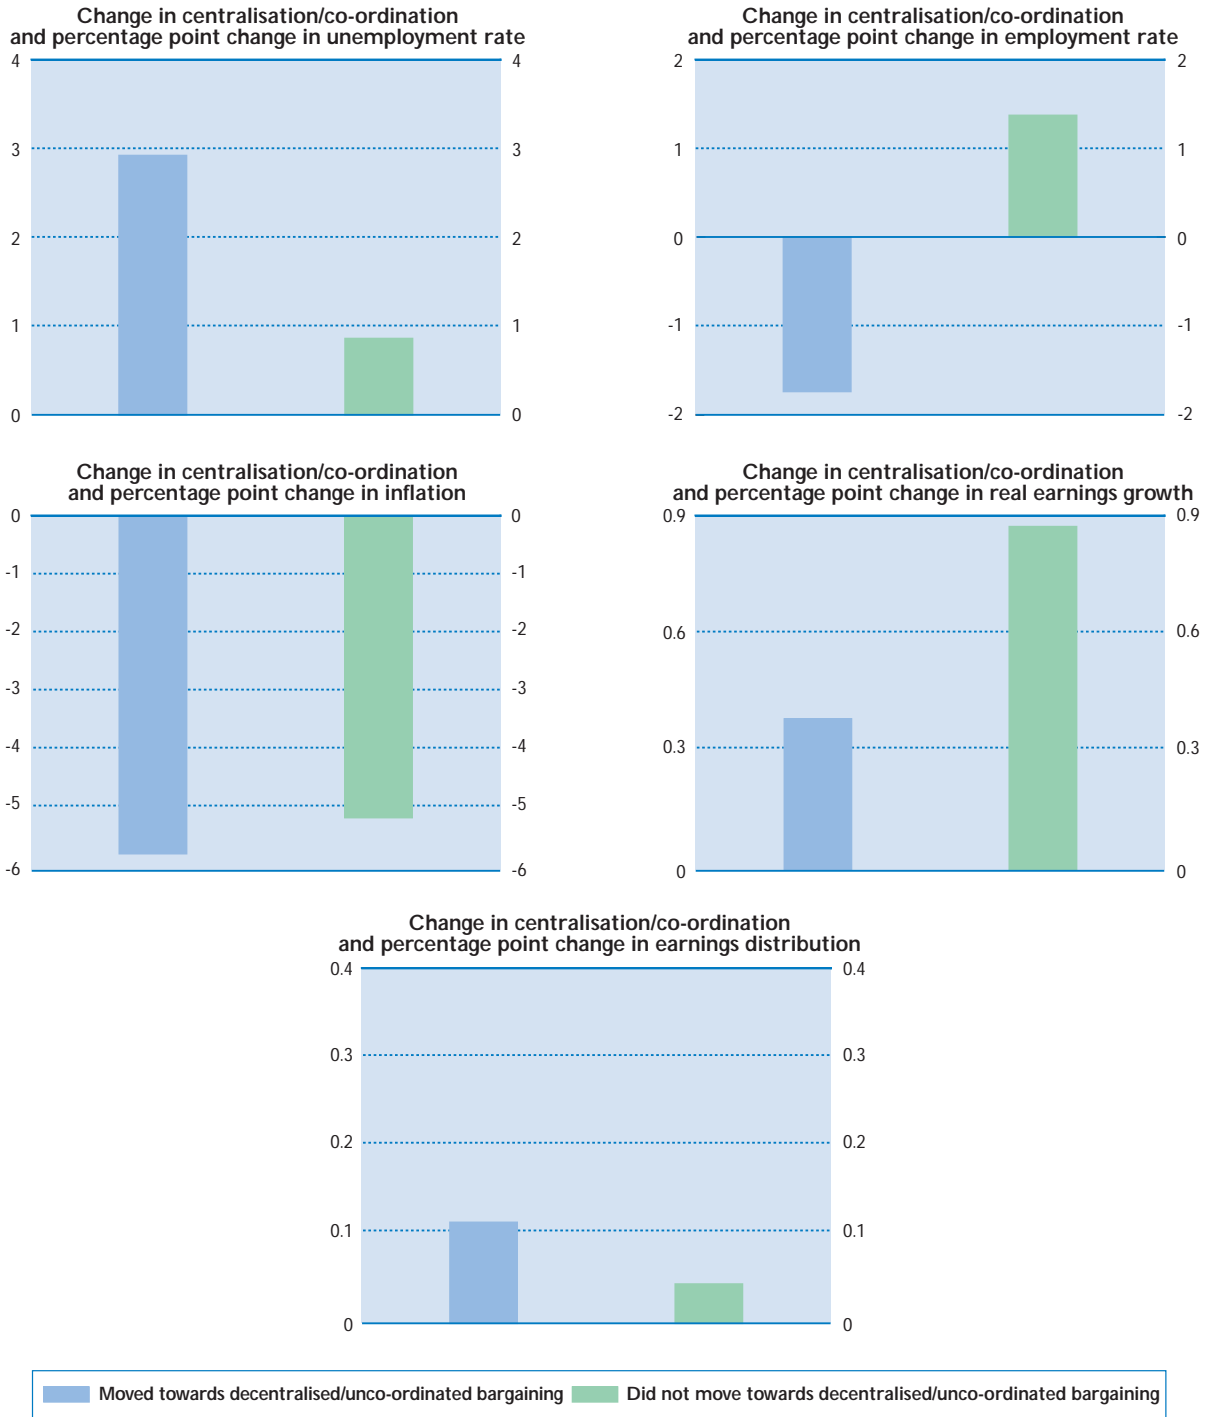 Change in centralisation/co-ordination
and percentage point change in unemployment rate
4 4
3 3
2 2
1 1
0 0
Change in centralisation/co-ordination
and percentage point change in employment rate
2 2
1 1
0 0
-1 -1
-2 -2
Change in centralisation/co-ordination
and percentage point change in inflation
0 0
-1 -1
-2 -2
-3 -3
-4 -4
-5 -5
-6 -6
Change in centralisation/co-ordination
and percentage point change in real earnings growth
0.9 0.9
0.6 0.6
0.3 0.3
0 0
Change in centralisation/co-ordination
and percentage point change in earnings distribution
0.4 0.4
0.3 0.3
0.2 0.2
0.1 0.1
0 0
Moved towards decentralised/unco-ordinated bargaining Did not move towards decentralised/unco-ordinated bargaining